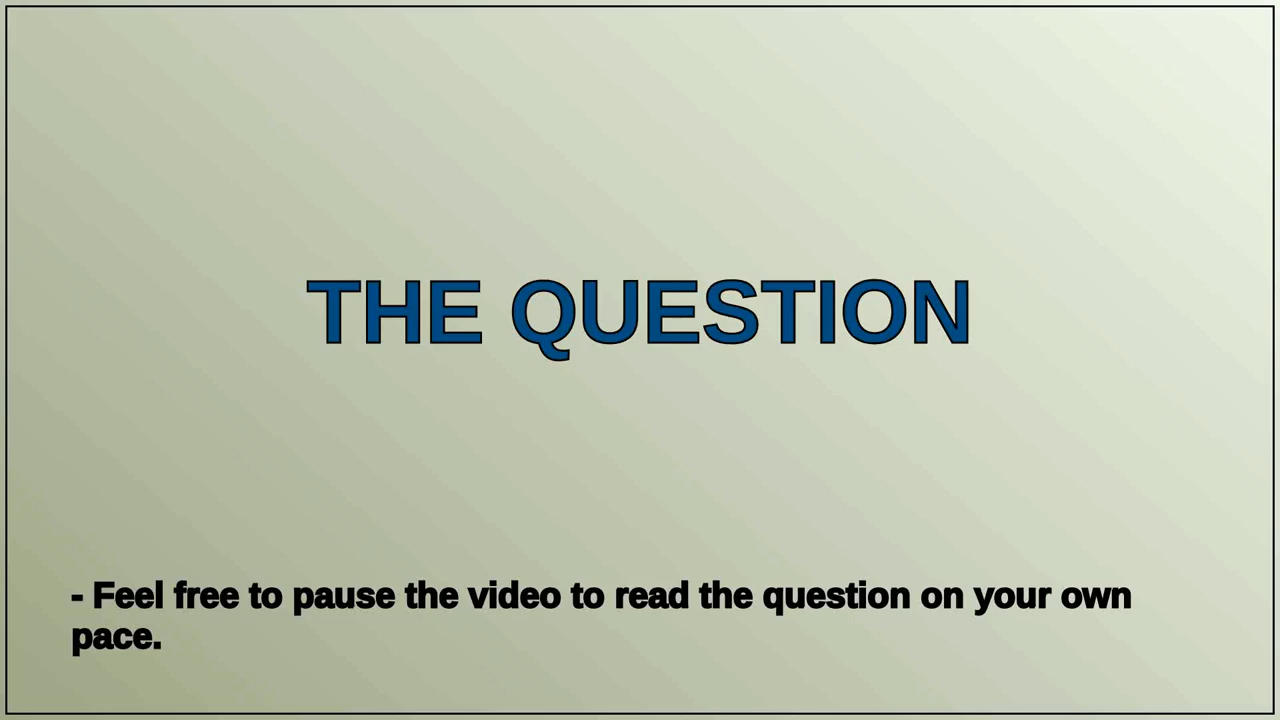 THE QUESTION
- Feel free to pause the video to read the question on your own
pace.